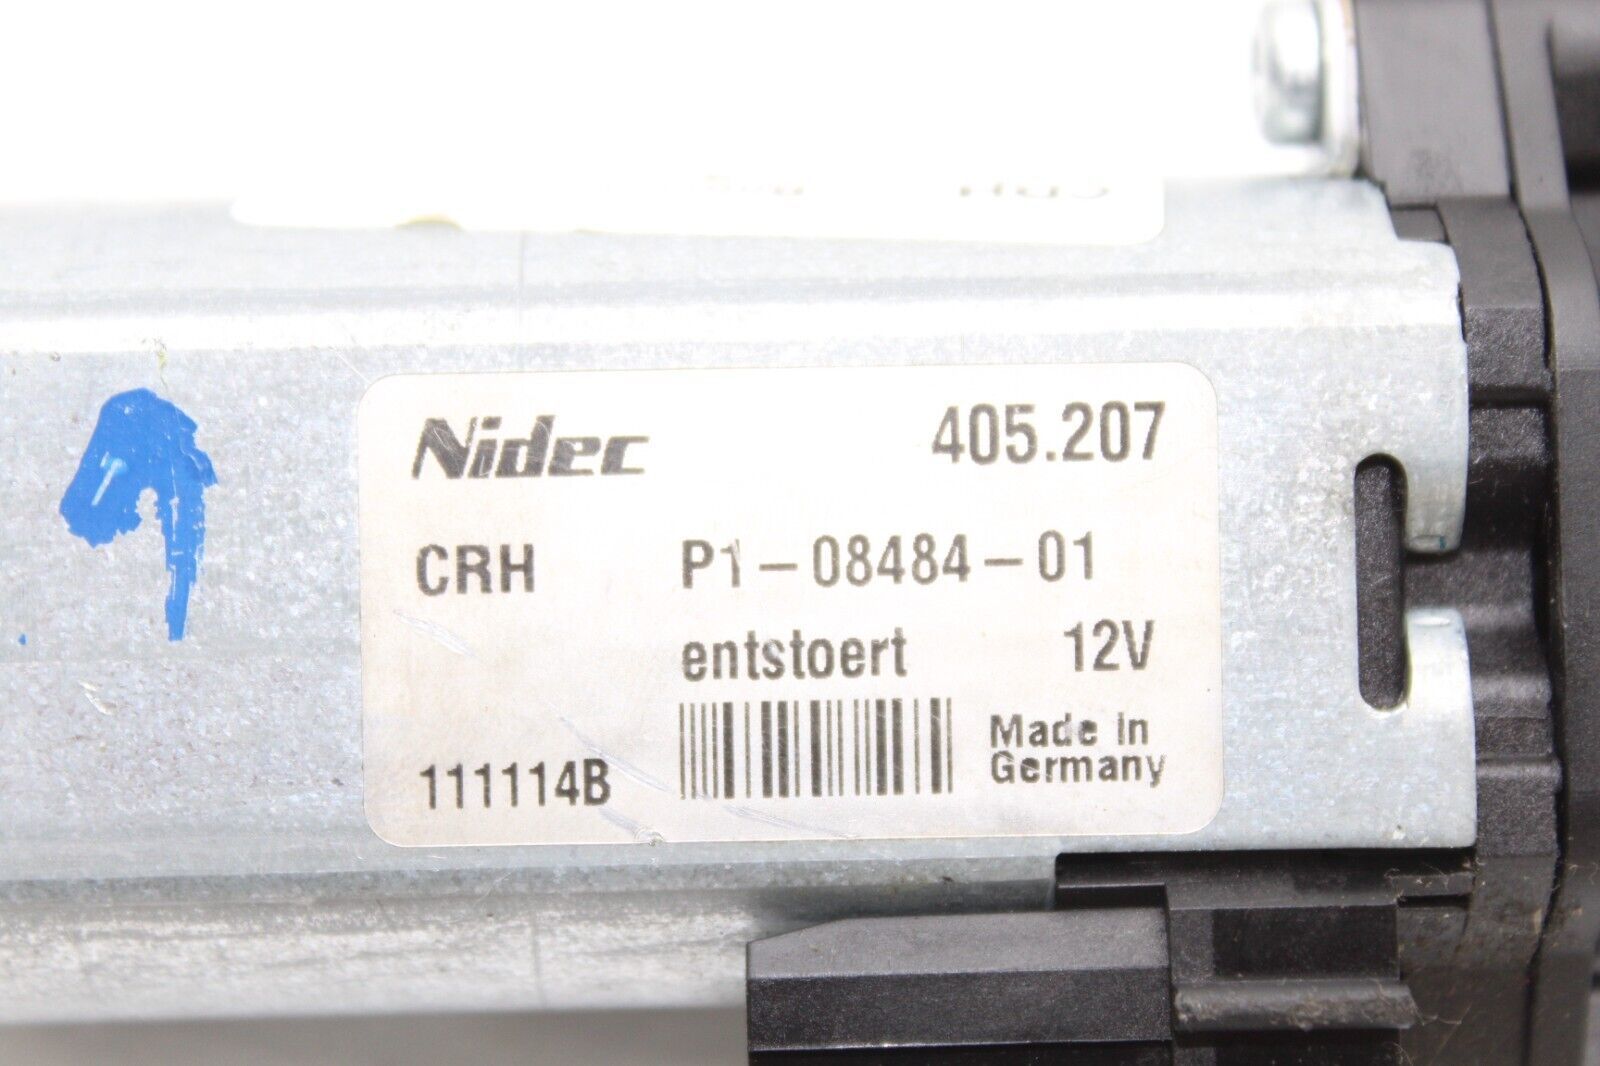 Nidec 405.207
CRH P1-08484-01
entstoert 12V
111114B Made in
Germany